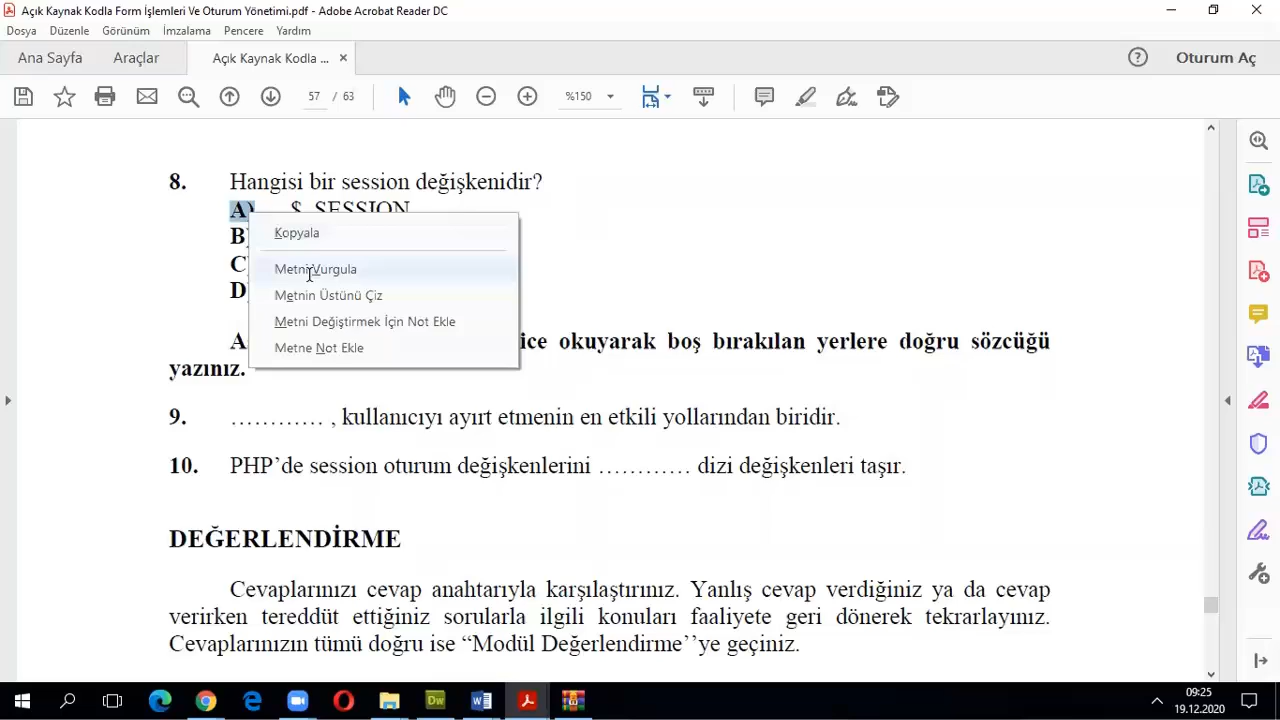 Açık Kaynak Kodla Form İşlemleri Ve Oturum Yönetimi.pdf - Adobe Acrobat Reader DC
Dosya Düzenle Görünüm İmzalama Pencere Yardım
Ana Sayfa Araçlar Açık Kaynak Kodla ... × Oturum Aç
57 / 63 %150
8. Hangisi bir session değişkenidir?
A) $_SESSION
B)
C)
D)
Kopyala
Metni Vurgula
Metnin Üstünü Çiz
Metni Değiştirmek İçin Not Ekle
Metne Not Ekle
okuyarak boş bırakılan yerlere doğru sözcüğü
yazınız.
9. ………… , kullanıcıyı ayırt etmenin en etkili yollarından biridir.
10. PHP’de session oturum değişkenlerini ………… dizi değişkenleri taşır.
DEĞERLENDİRME
Cevaplarınızı cevap anahtarıyla karşılaştırınız. Yanlış cevap verdiğiniz ya da cevap
verirken tereddüt ettiğiniz sorularla ilgili konuları faaliyete geri dönerek tekrarlayınız.
Cevaplarınızın tümü doğru ise “Modül Değerlendirme’’ye geçiniz.
Dw
09:25
19.12.2020